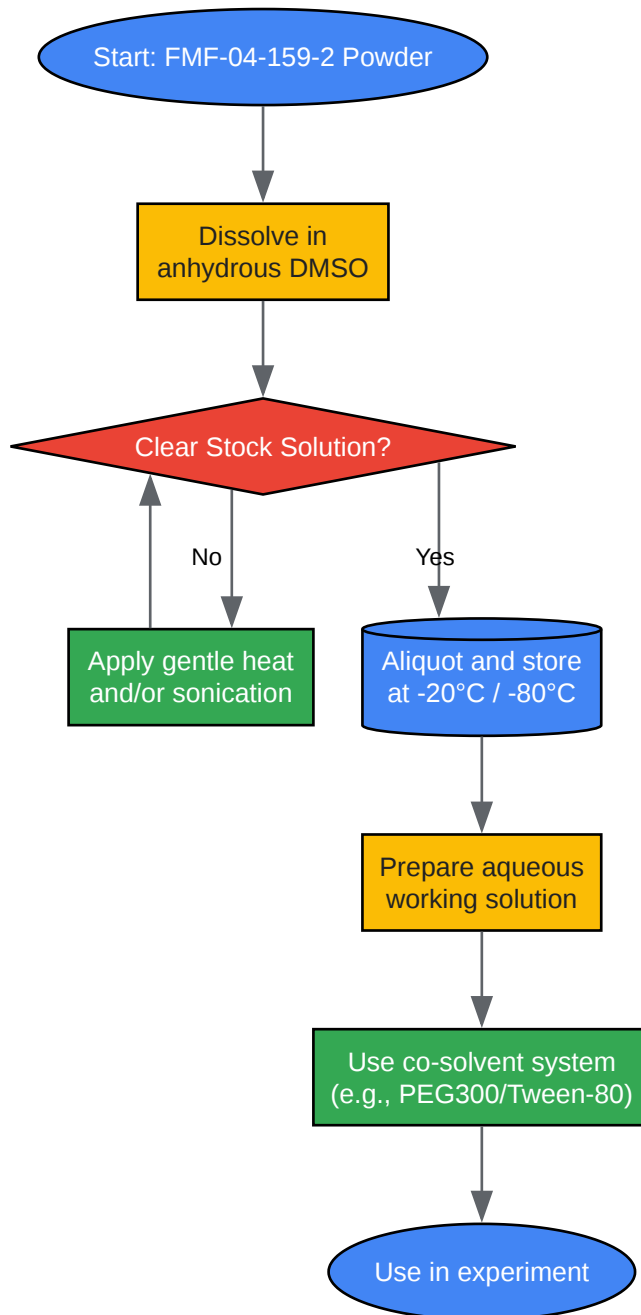 Start: FMF-04-159-2 Powder
Dissolve in
anhydrous DMSO
Clear Stock Solution?
No
Yes
Apply gentle heat
and/or sonication
Aliquot and store
at -20°C / -80°C
Prepare aqueous
working solution
Use co-solvent system
(e.g., PEG300/Tween-80)
Use in experiment